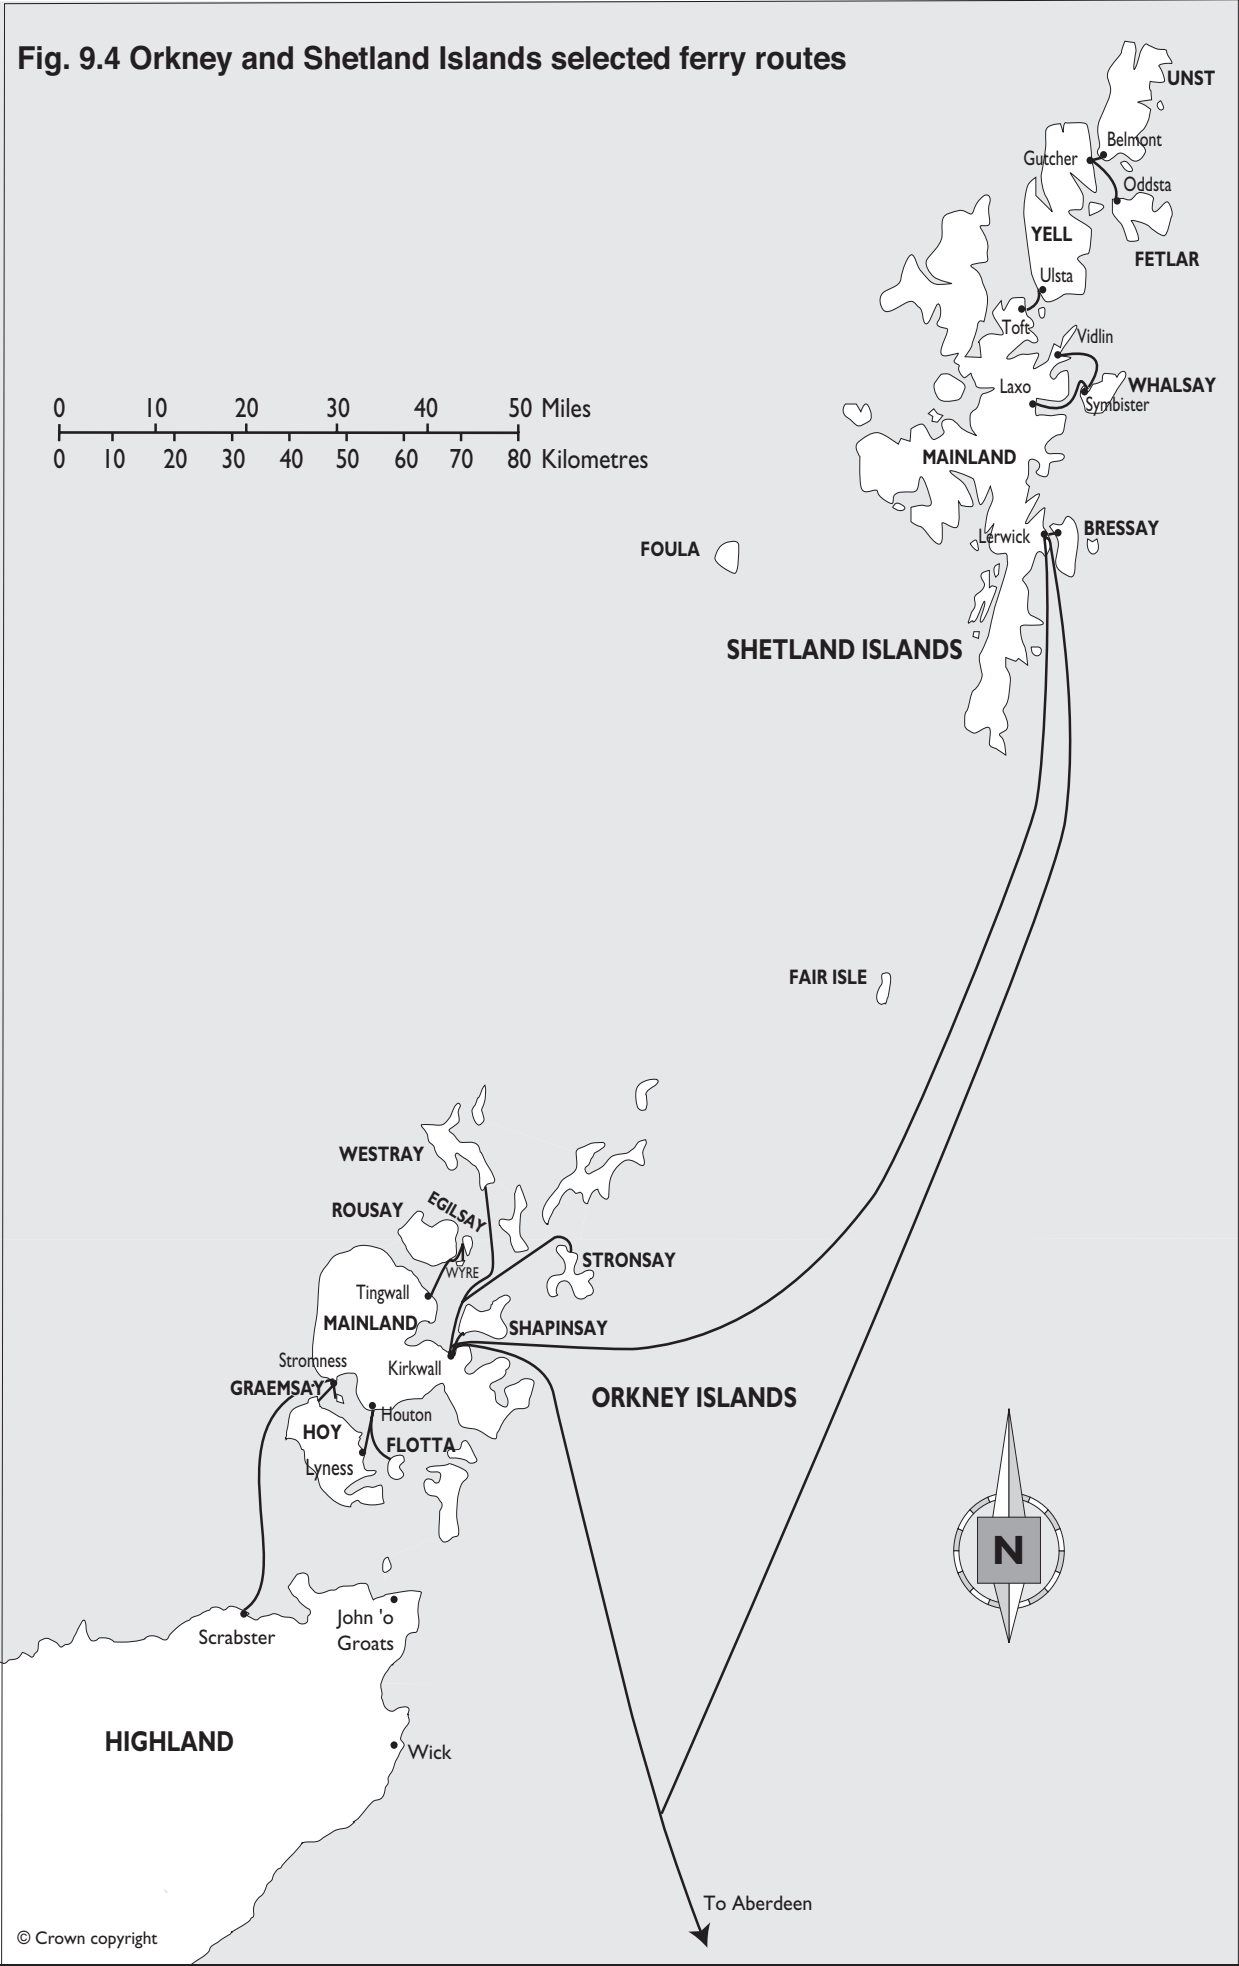 Fig. 9.4 Orkney and Shetland Islands selected ferry routes
UNST
Belmont
Gutcher
Oddsta
YELL
FETLAR
Ulsta
Toft
Vidlin
Laxo
WHALSAY
Symbister
0 10 20 30 40 50 Miles
0 10 20 30 40 50 60 70 80 Kilometres
MAINLAND
BRESSAY
Lerwick
FOULA
SHETLAND ISLANDS
FAIR ISLE
WESTRAY
EGILSAY
ROUSAY
STRONSAY
WYRE
Tingwall
MAINLAND
SHAPINSAY
Stromness
Kirkwall
GRAEMSAY
ORKNEY ISLANDS
Houton
HOY
FLOTTA
Lyness
N
John 'o
Groats
Scrabster
HIGHLAND
Wick
To Aberdeen
© Crown copyright